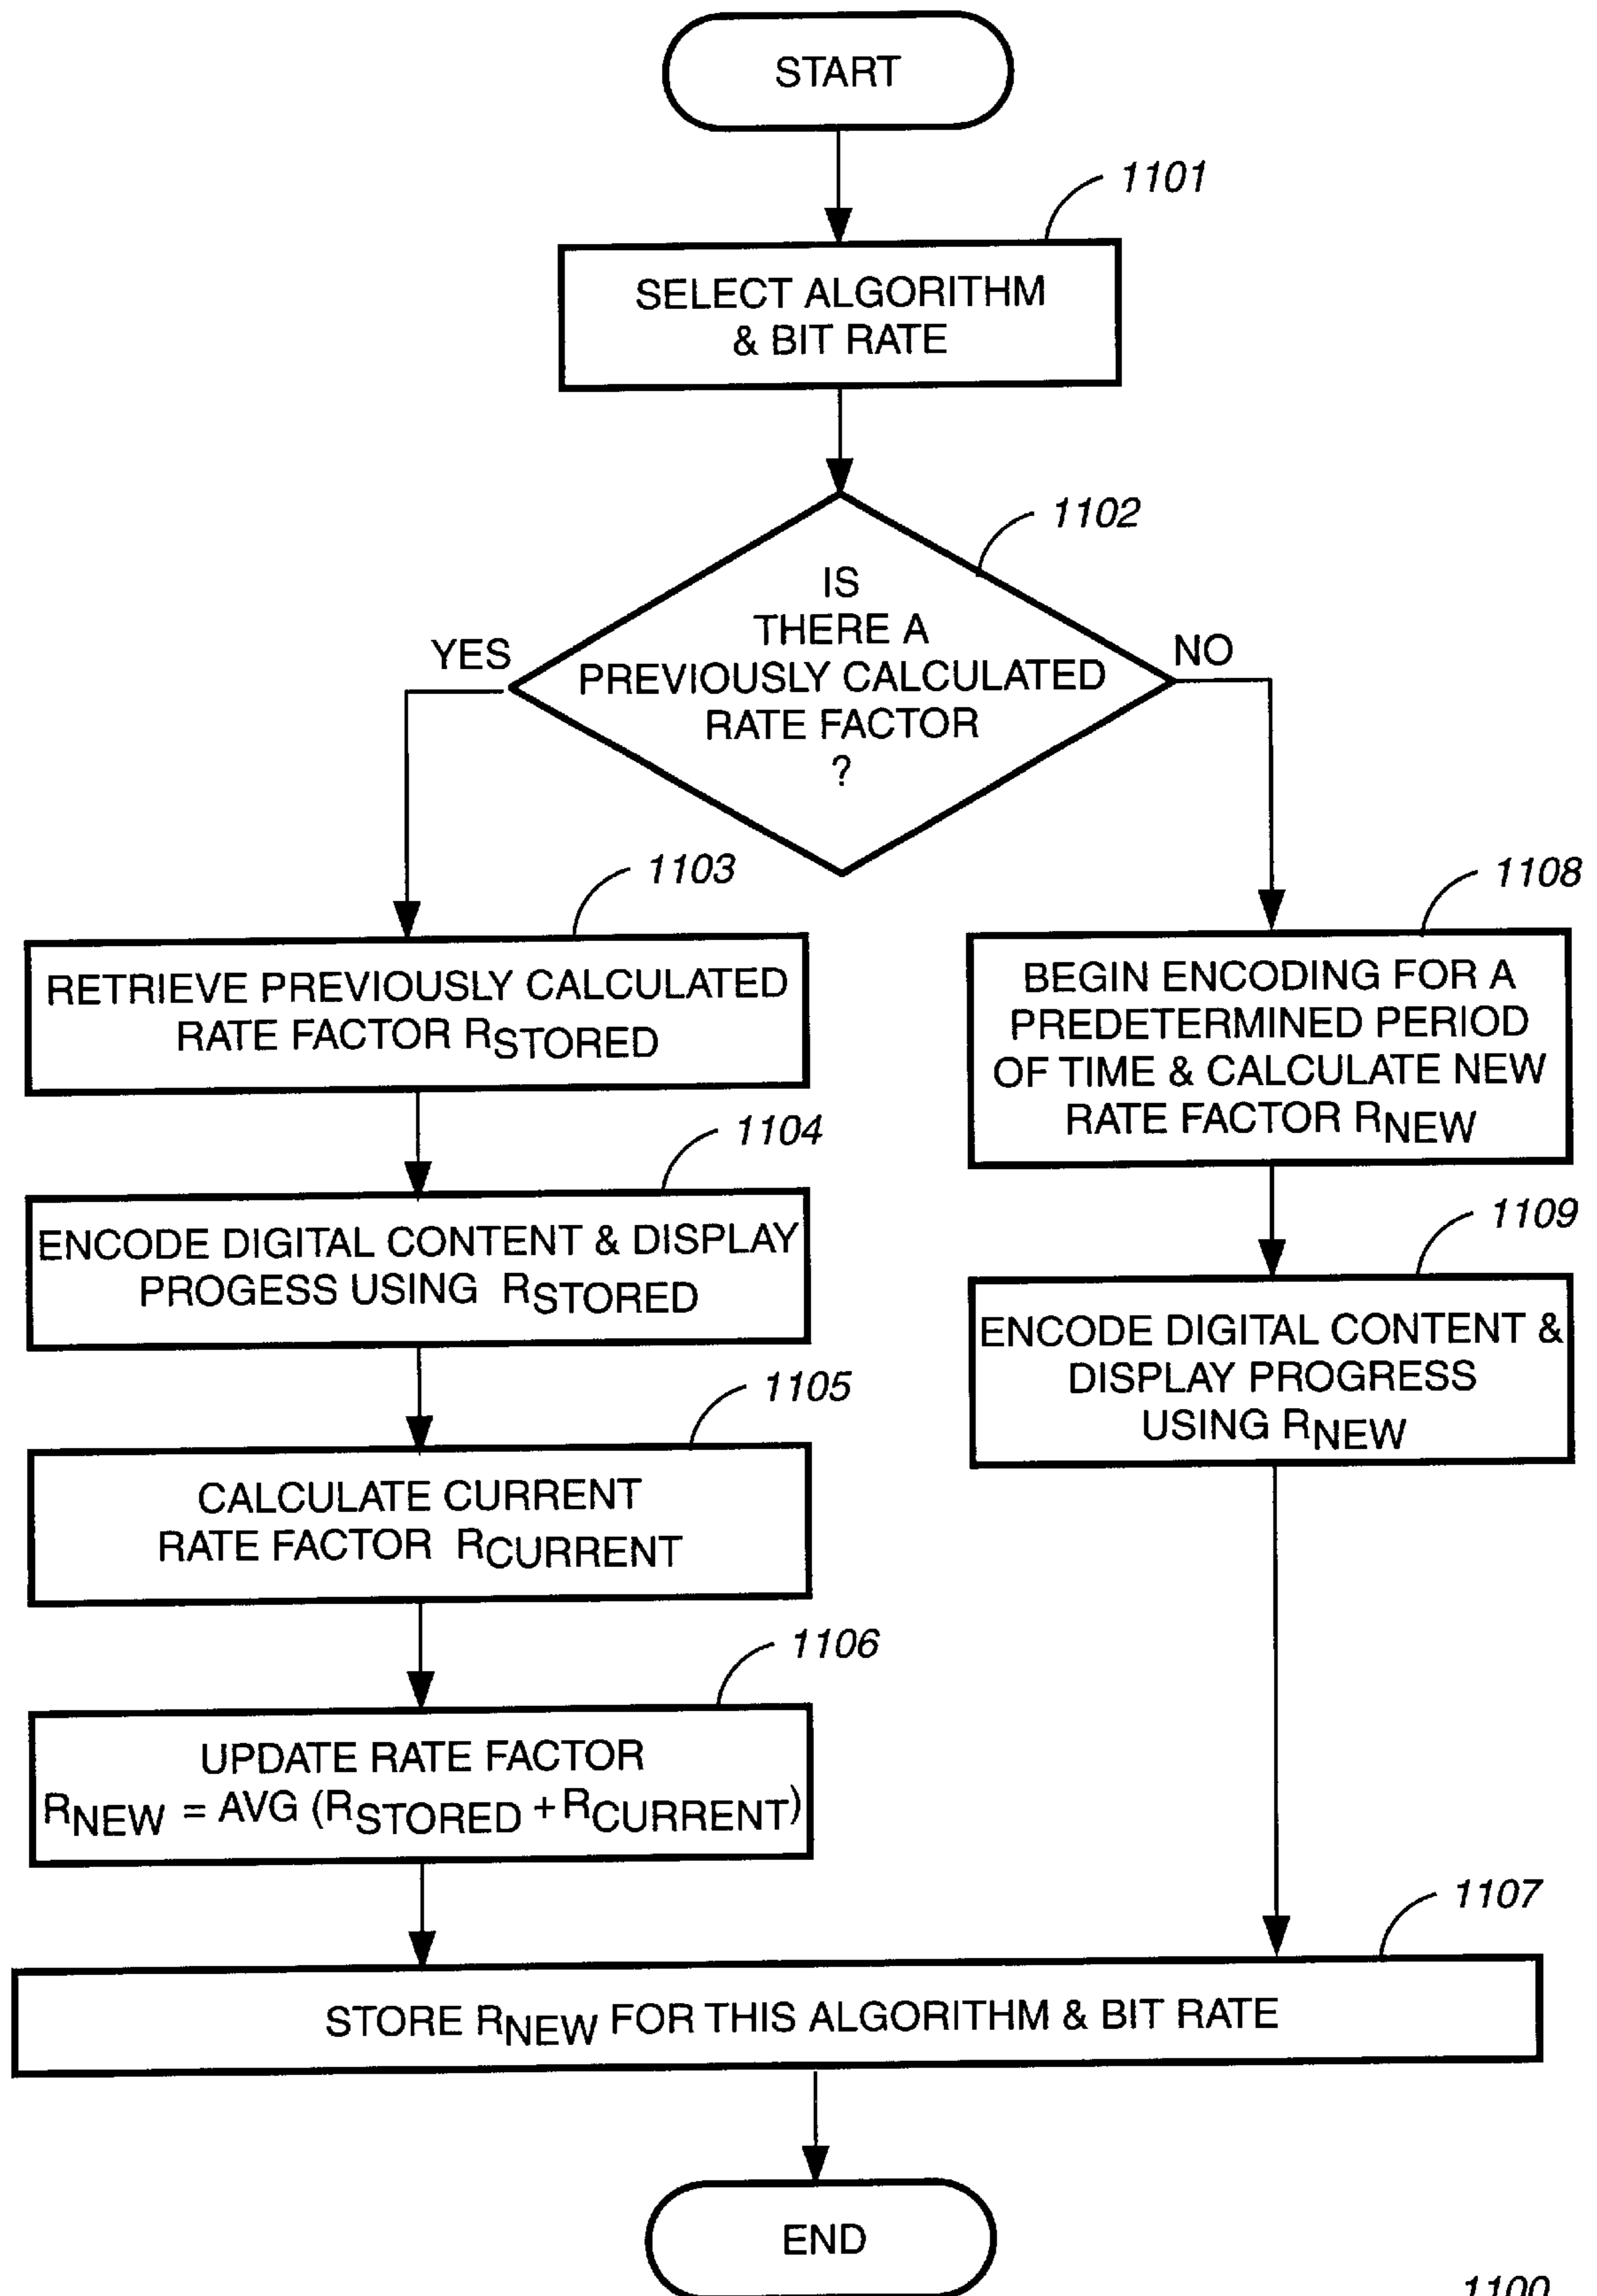 START
1101
SELECT ALGORITHM
& BIT RATE
1102
IS
THERE A
PREVIOUSLY CALCULATED
RATE FACTOR
?
YES
NO
1103
RETRIEVE PREVIOUSLY CALCULATED
RATE FACTOR RSTORED
1104
ENCODE DIGITAL CONTENT & DISPLAY
PROGESS USING RSTORED
1105
CALCULATE CURRENT
RATE FACTOR RCURRENT
1106
UPDATE RATE FACTOR
RNEW = AVG (RSTORED + RCURRENT)
1108
BEGIN ENCODING FOR A
PREDETERMINED PERIOD
OF TIME & CALCULATE NEW
RATE FACTOR RNEW
1109
ENCODE DIGITAL CONTENT &
DISPLAY PROGRESS
USING RNEW
1107
STORE RNEW FOR THIS ALGORITHM & BIT RATE
END
1100